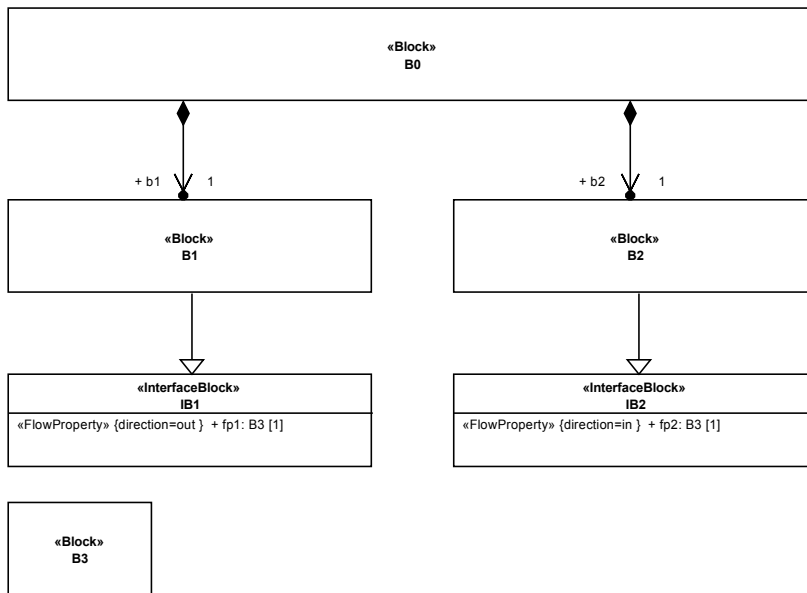 «Block»
B0
+ b1 1
+ b2 1
«Block»
B1
«Block»
B2
«InterfaceBlock»
IB1
«FlowProperty» {direction=out } + fp1: B3 [1]
«InterfaceBlock»
IB2
«FlowProperty» {direction=in } + fp2: B3 [1]
«Block»
B3